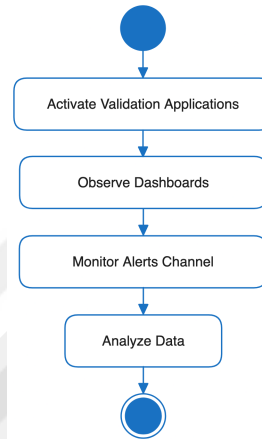 Activate Validation Applications
Observe Dashboards
Monitor Alerts Channel
Analyze Data